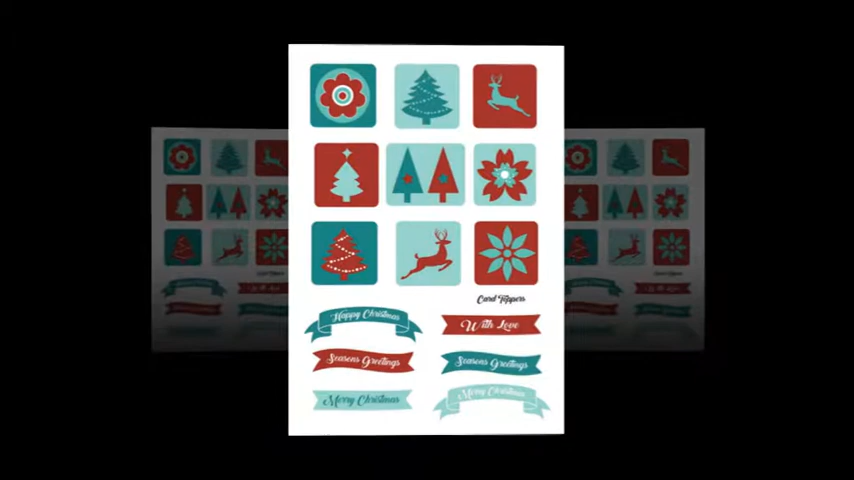 Card Toppers
Happy Christmas
With Love
Seasons Greetings
Seasons Greetings
Merry Christmas
Merry Christmas